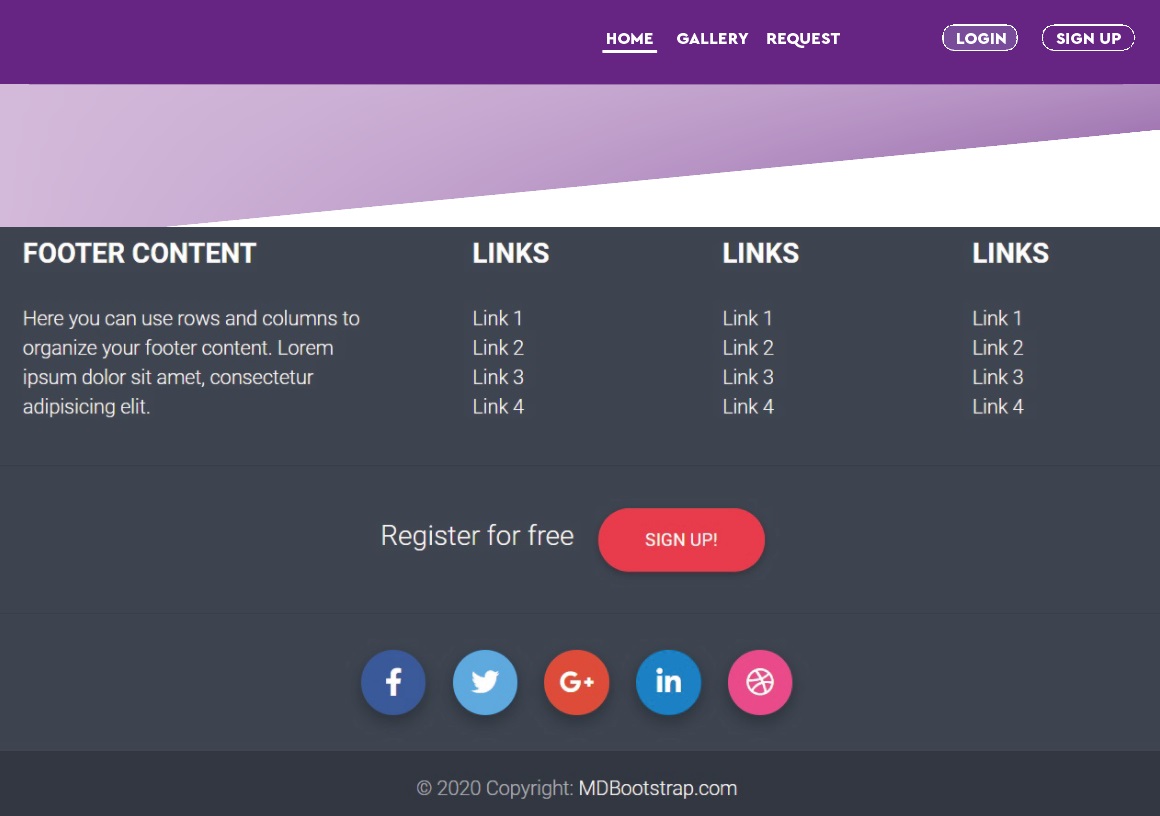 HOME GALLERY REQUEST LOGIN SIGN UP
FOOTER CONTENT
Here you can use rows and columns to
organize your footer content. Lorem
ipsum dolor sit amet, consectetur
adipisicing elit.
LINKS
Link 1
Link 2
Link 3
Link 4
LINKS
Link 1
Link 2
Link 3
Link 4
LINKS
Link 1
Link 2
Link 3
Link 4
Register for free SIGN UP!
f G+ in
© 2020 Copyright: MDBootstrap.com